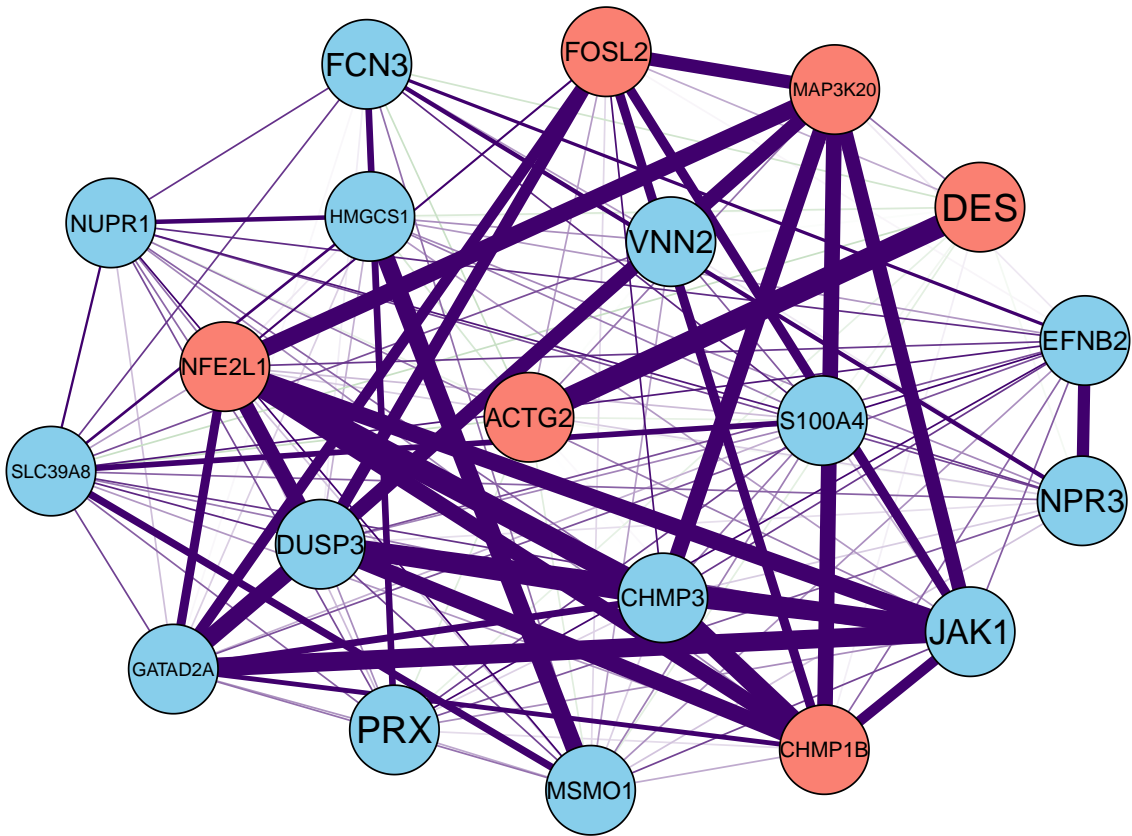 FOSL2
FCN3
MAP3K20
DES
HMGCS1
NUPR1
VNN2
EFNB2
NFE2L1
ACTG2
S100A4
SLC39A8
NPR3
DUSP3
CHMP3
JAK1
GATAD2A
PRX
CHMP1B
MSMO1